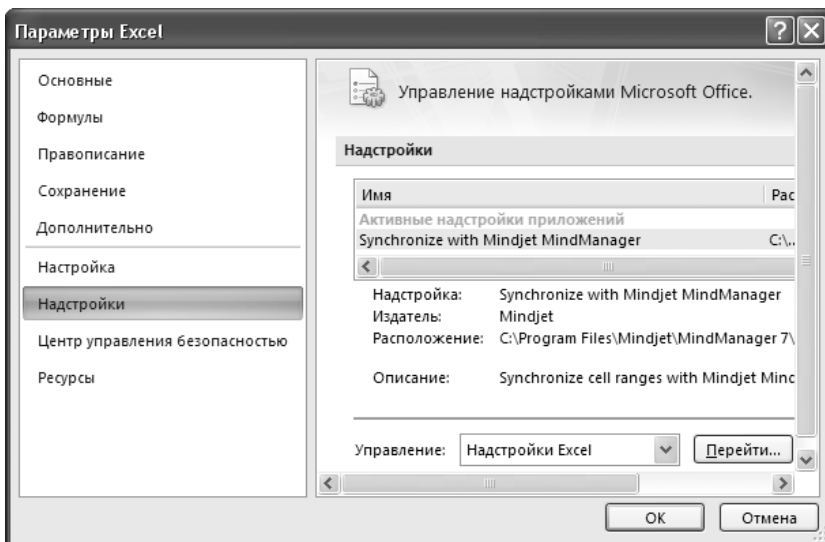 Параметры Excel
Основные
Формулы
Правописание
Сохранение
Дополнительно
Настройка
Надстройки
Центр управления безопасностью
Ресурсы
Управление надстройками Microsoft Office.
Надстройки
Имя Рас
Активные надстройки приложений
Synchronize with Mindjet MindManager C:\..
Надстройка: Synchronize with Mindjet MindManager
Издатель: Mindjet
Расположение: C:\Program Files\Mindjet\MindManager 7\
Описание: Synchronize cell ranges with Mindjet Minc
Управление: Надстройки Excel Перейти...
ОК Отмена